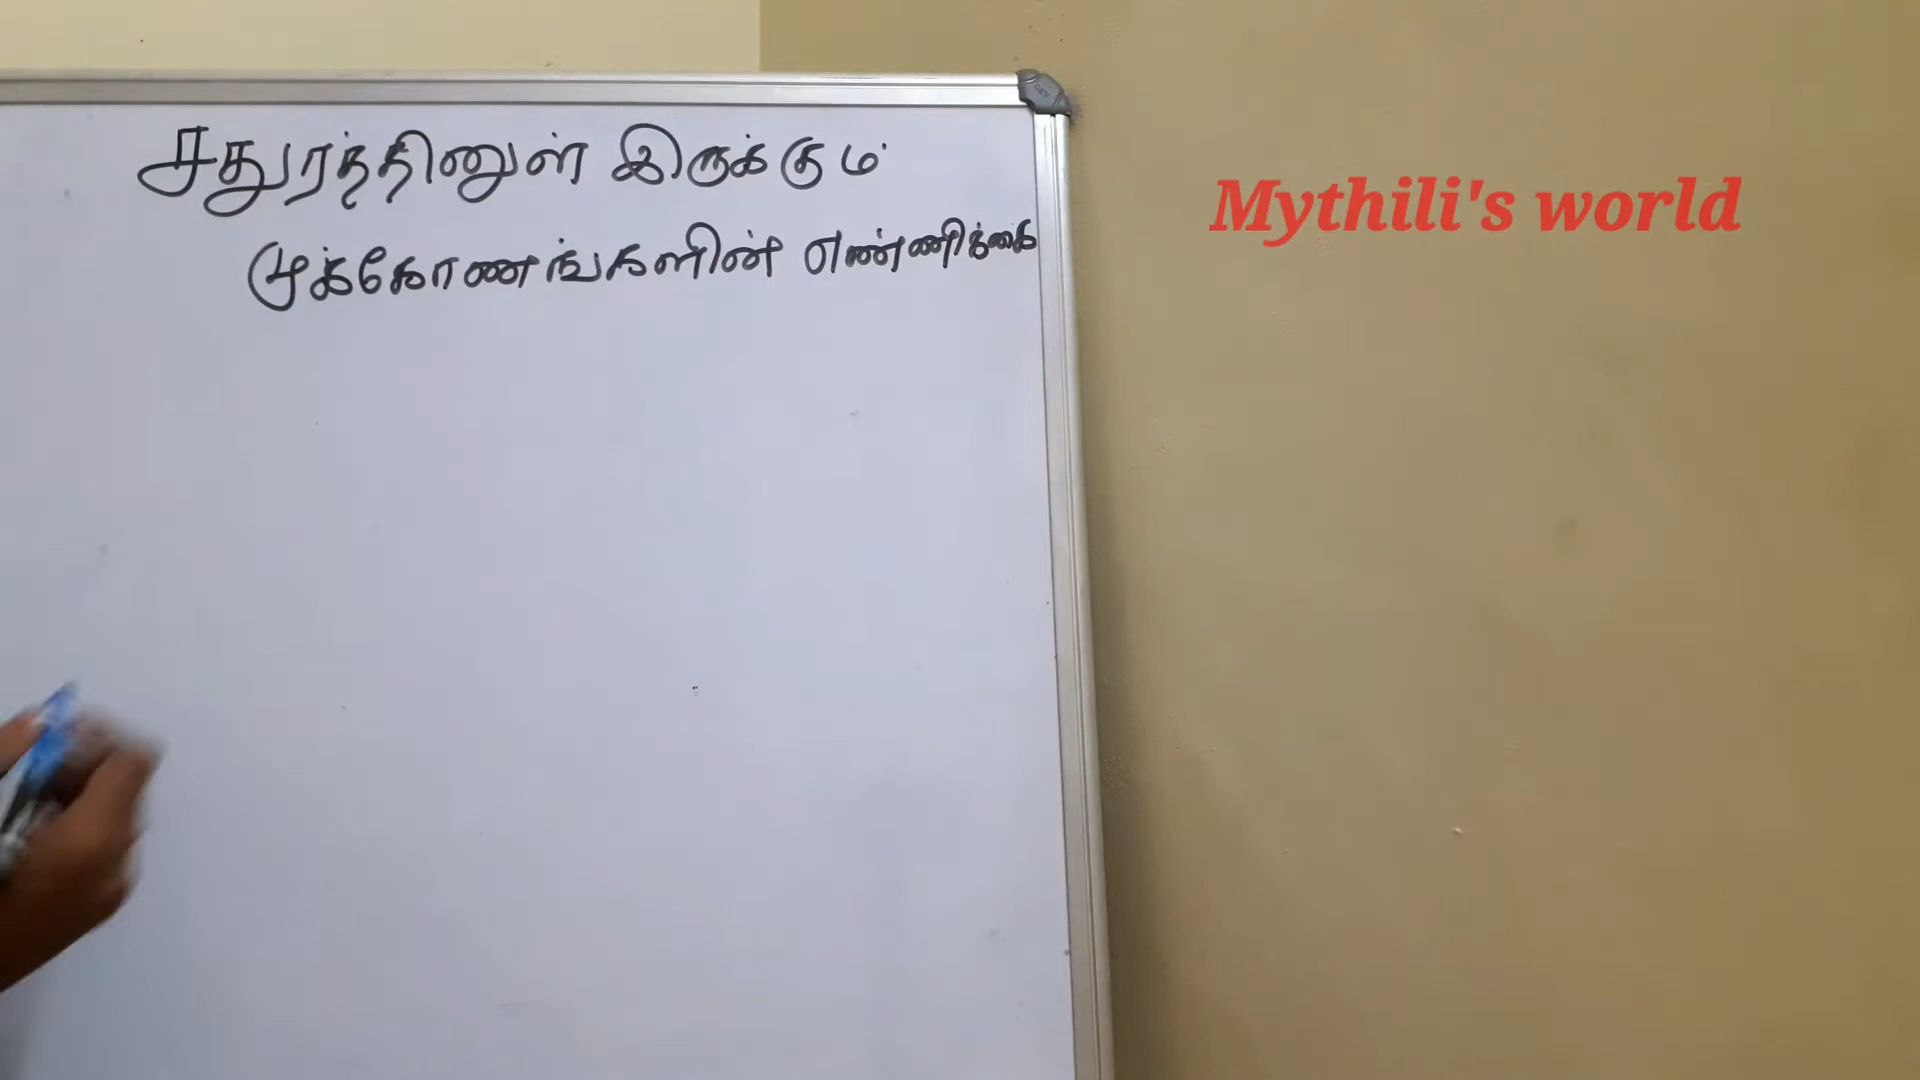 சதுரத்தினுள் இருக்கும்
முக்கோணங்களின் எண்ணிக்கை
Mythili's world